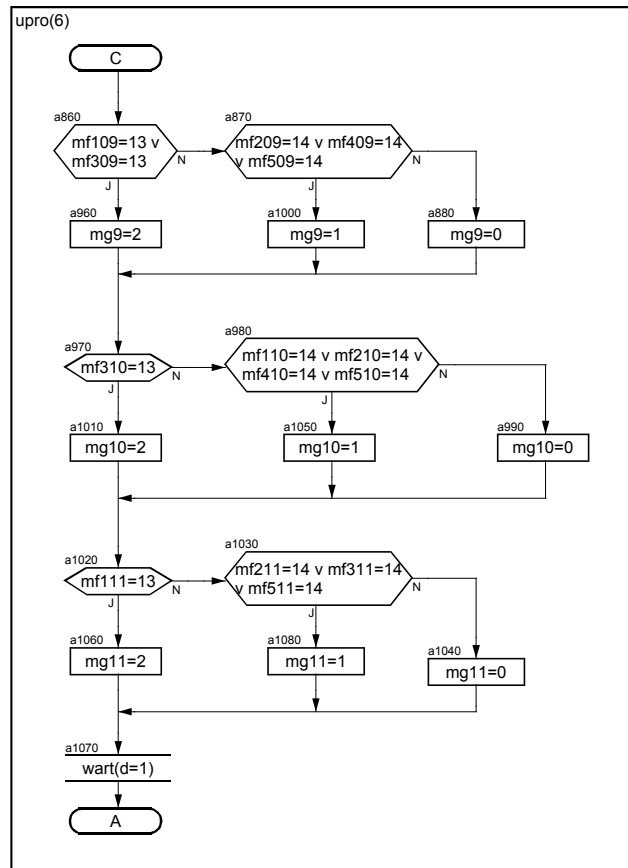 upro(6)
C
a860
mf109=13 v
mf309=13
N
J
a870
mf209=14 v mf409=14
v mf509=14
N
J
a960
mg9=2
a1000
mg9=1
a880
mg9=0
a970
mf310=13
N
J
a980
mf110=14 v mf210=14 v
mf410=14 v mf510=14
N
J
a1010
mg10=2
a1050
mg10=1
a990
mg10=0
a1020
mf111=13
N
J
a1030
mf211=14 v mf311=14
v mf511=14
N
J
a1060
mg11=2
a1080
mg11=1
a1040
mg11=0
a1070
wart(d=1)
A